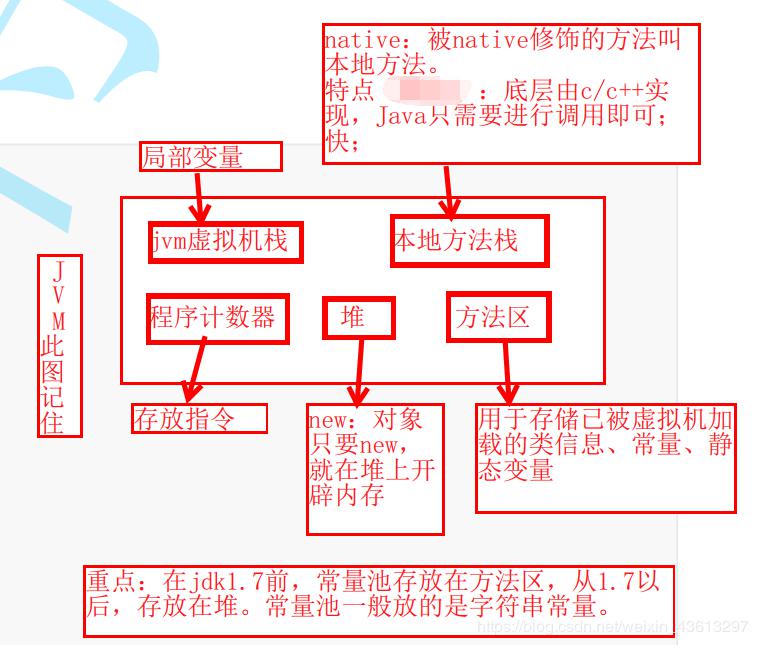 native：被native修饰的方法叫
本地方法。
特点 ：底层由c/c++实
现，Java只需要进行调用即可；
快；
局部变量
jvm虚拟机栈
本地方法栈
J
V
M
此
图
记
住
程序计数器
堆
方法区
存放指令
new：对象
只要new，
就在堆上开
辟内存
用于存储已被虚拟机加
载的类信息、常量、静
态变量
重点：在jdk1.7前，常量池存放在方法区，从1.7以
后，存放在堆。常量池一般放的是字符串常量。
https://blog.csdn.net/weixin_43613297